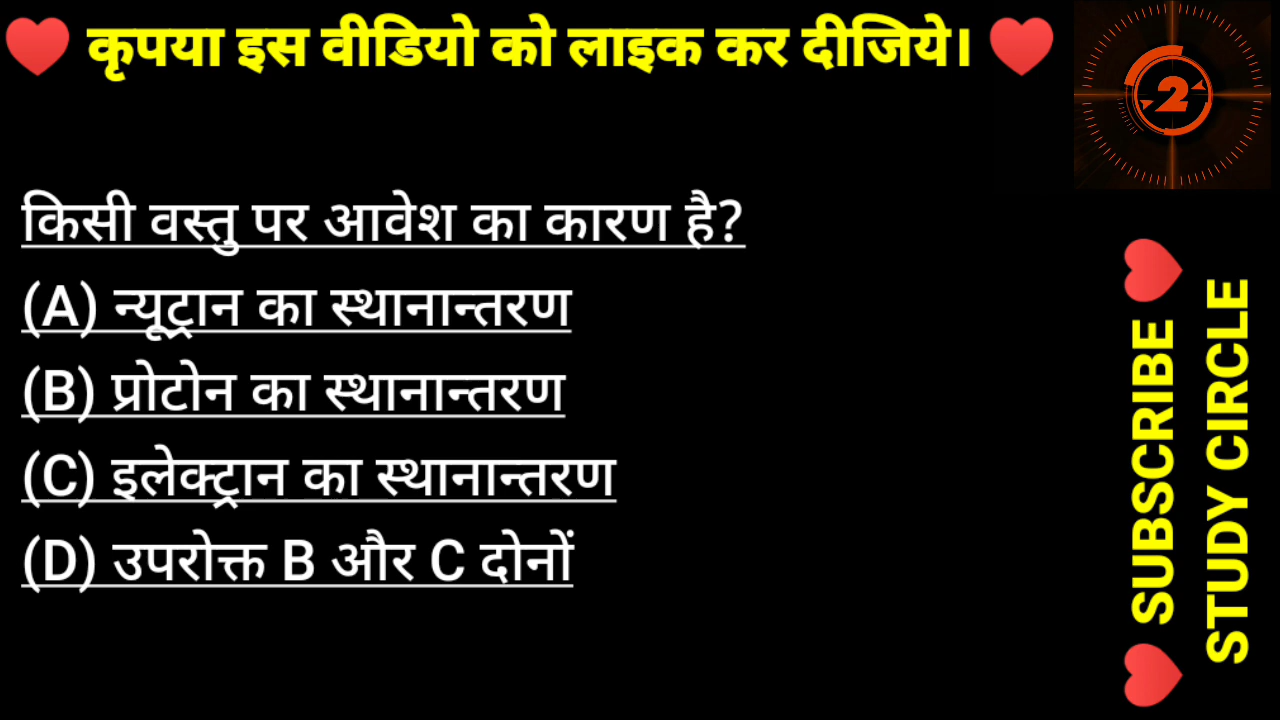 ♥ कृपया इस वीडियो को लाइक कर दीजिये। ♥
2
किसी वस्तु पर आवेश का कारण है?
(A) न्यूट्रान का स्थानान्तरण
(B) प्रोटोन का स्थानान्तरण
(C) इलेक्ट्रान का स्थानान्तरण
(D) उपरोक्त B और C दोनों
♥ SUBSCRIBE ♥
STUDY CIRCLE